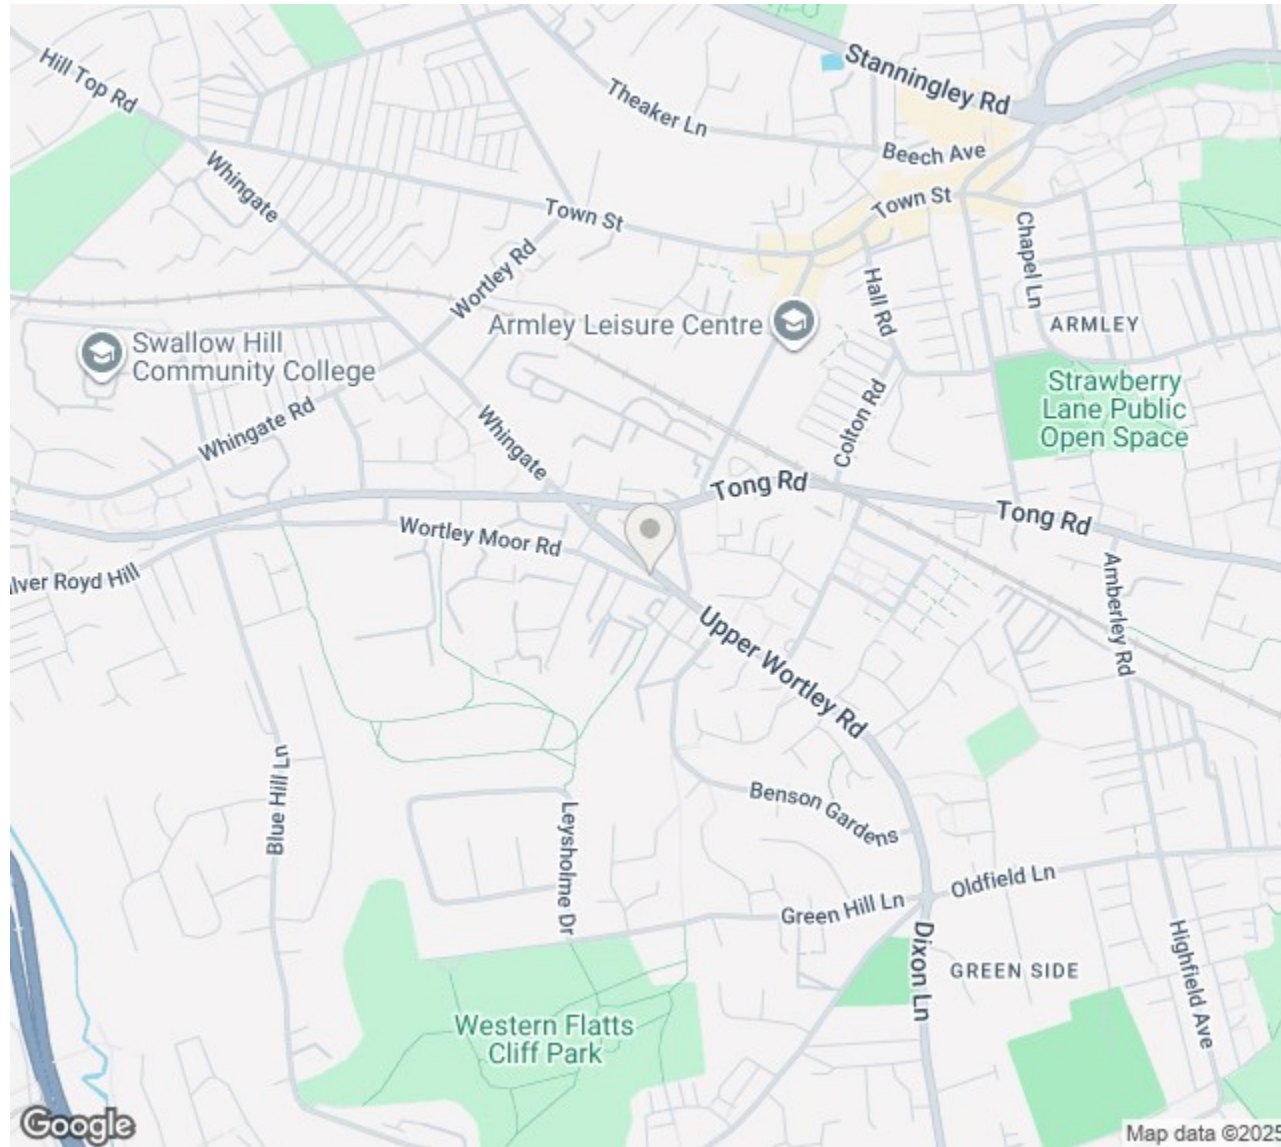 Hill Top Rd
Theaker Ln
Stanningley Rd
Beech Ave
Whingate
Town St
Town St
Chapel Ln
Wortley Rd
Hall Rd
Armley Leisure Centre
ARMLEY
Swallow Hill
Community College
Strawberry
Lane Public
Open Space
Whingate Rd
Whingate
Colton Rd
Tong Rd
Tong Rd
Wortley Moor Rd
lver Royd Hill
Amberley Rd
Upper Wortley Rd
Blue Hill Ln
Leysholme Dr
Benson Gardens
Oldfield Ln
Green Hill Ln
Dixon Ln
GREEN SIDE
Highfield Ave
Western Flatts
Cliff Park
Google
Map data ©2025